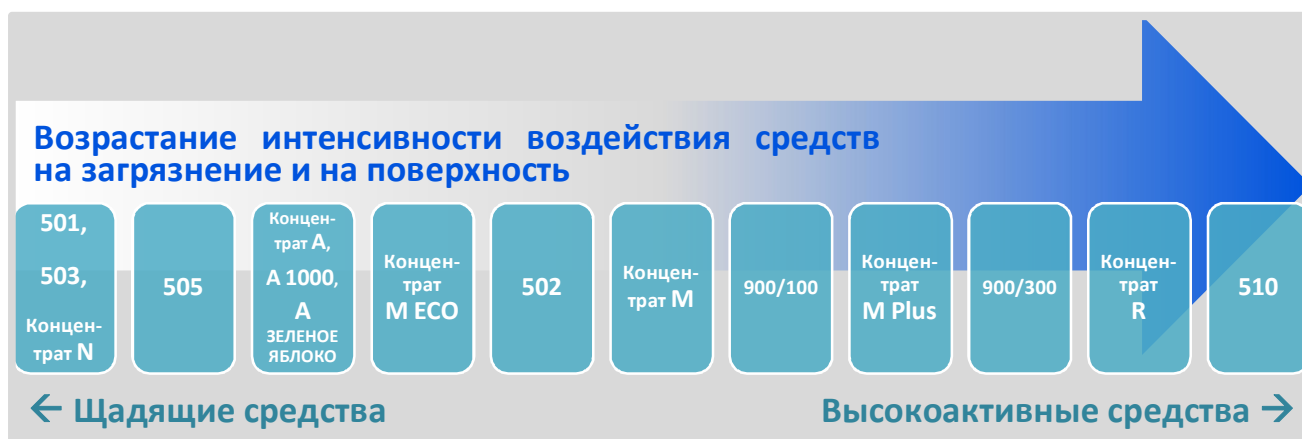 Возрастание интенсивности воздействия средств
на загрязнение и на поверхность
501,
503,
Концен-
трат N
505
Концен-
трат А,
А 1000,
А
ЗЕЛЕНОЕ
ЯБЛОКО
Концен-
трат
М ECO
502
Концен-
трат М
900/100
Концен-
трат
М Plus
900/300
Концен-
трат
R
510
← Щадящие средства
Высокоактивные средства →